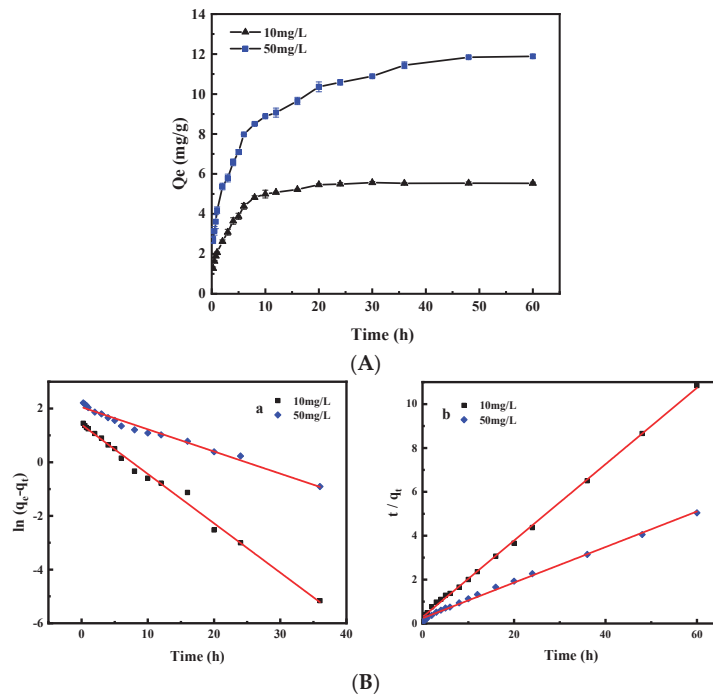 14
12
10
8
6
4
2
0
Qe (mg/g)
10mg/L
50mg/L
0 10 20 30 40 50 60
Time (h)
(A)
a
10mg/L
50mg/L
2
0
-2
-4
-6
ln (qe-qt)
0 10 20 30 40
Time (h)
b
10mg/L
50mg/L
10
8
6
4
2
0
t / qt
0 20 40 60
Time (h)
(B)